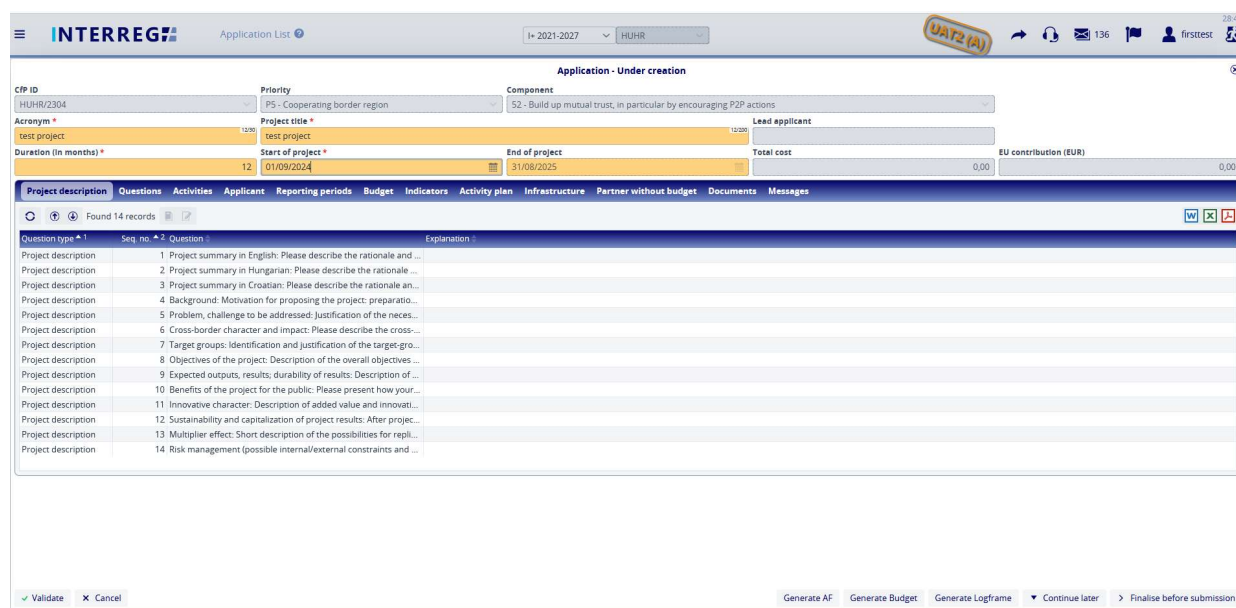 28:4
INTERREG
Application List
I+ 2021-2027
HUHR
UAT2 (A)
136
firsttest
Application - Under creation
CfP ID
Priority
Component
HUHR/2304
P5 - Cooperating border region
52 - Build up mutual trust, in particular by encouraging P2P actions
Acronym *
Project title *
Lead applicant
12/30
12/200
test project
test project
Duration (in months) *
Start of project *
End of project
Total cost
EU contribution (EUR)
12
01/09/2024
31/08/2025
0,00
0,00
Project description Questions Activities Applicant Reporting periods Budget Indicators Activity plan Infrastructure Partner without budget Documents Messages
Found 14 records
W X
Question type 1 Seq. no. 2 Question Explanation
Project description 1 Project summary in English: Please describe the rationale and ...
Project description 2 Project summary in Hungarian: Please describe the rationale ...
Project description 3 Project summary in Croatian: Please describe the rationale an...
Project description 4 Background: Motivation for proposing the project: preparatio...
Project description 5 Problem, challenge to be addressed: Justification of the neces...
Project description 6 Cross-border character and impact: Please describe the cross-...
Project description 7 Target groups: Identification and justification of the target-gro...
Project description 8 Objectives of the project: Description of the overall objectives ...
Project description 9 Expected outputs, results; durability of results: Description of ...
Project description 10 Benefits of the project for the public: Please present how your...
Project description 11 Innovative character: Description of added value and innovati...
Project description 12 Sustainability and capitalization of project results: After projec...
Project description 13 Multiplier effect: Short description of the possibilities for repli...
Project description 14 Risk management (possible internal/external constraints and ...
Validate
Cancel
Generate AF
Generate Budget
Generate Logframe
Continue later
Finalise before submission